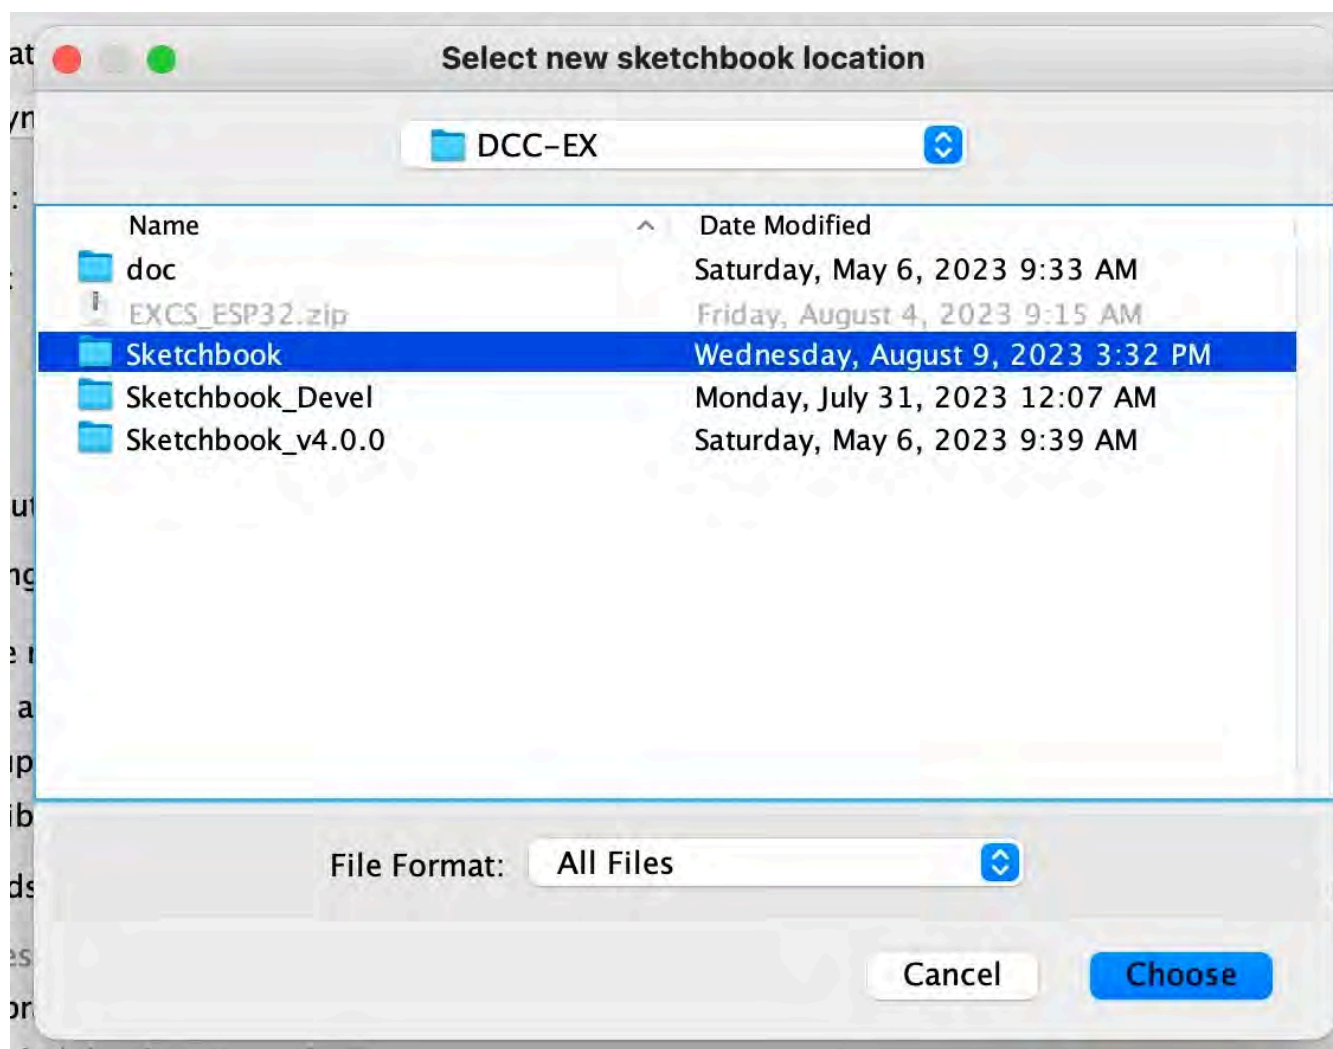 Select new sketchbook location
DCC-EX
Name Date Modified
doc Saturday, May 6, 2023 9:33 AM
EXCS_ESP32.zip Friday, August 4, 2023 9:15 AM
Sketchbook Wednesday, August 9, 2023 3:32 PM
Sketchbook_Devel Monday, July 31, 2023 12:07 AM
Sketchbook_v4.0.0 Saturday, May 6, 2023 9:39 AM
File Format: All Files
Cancel Choose